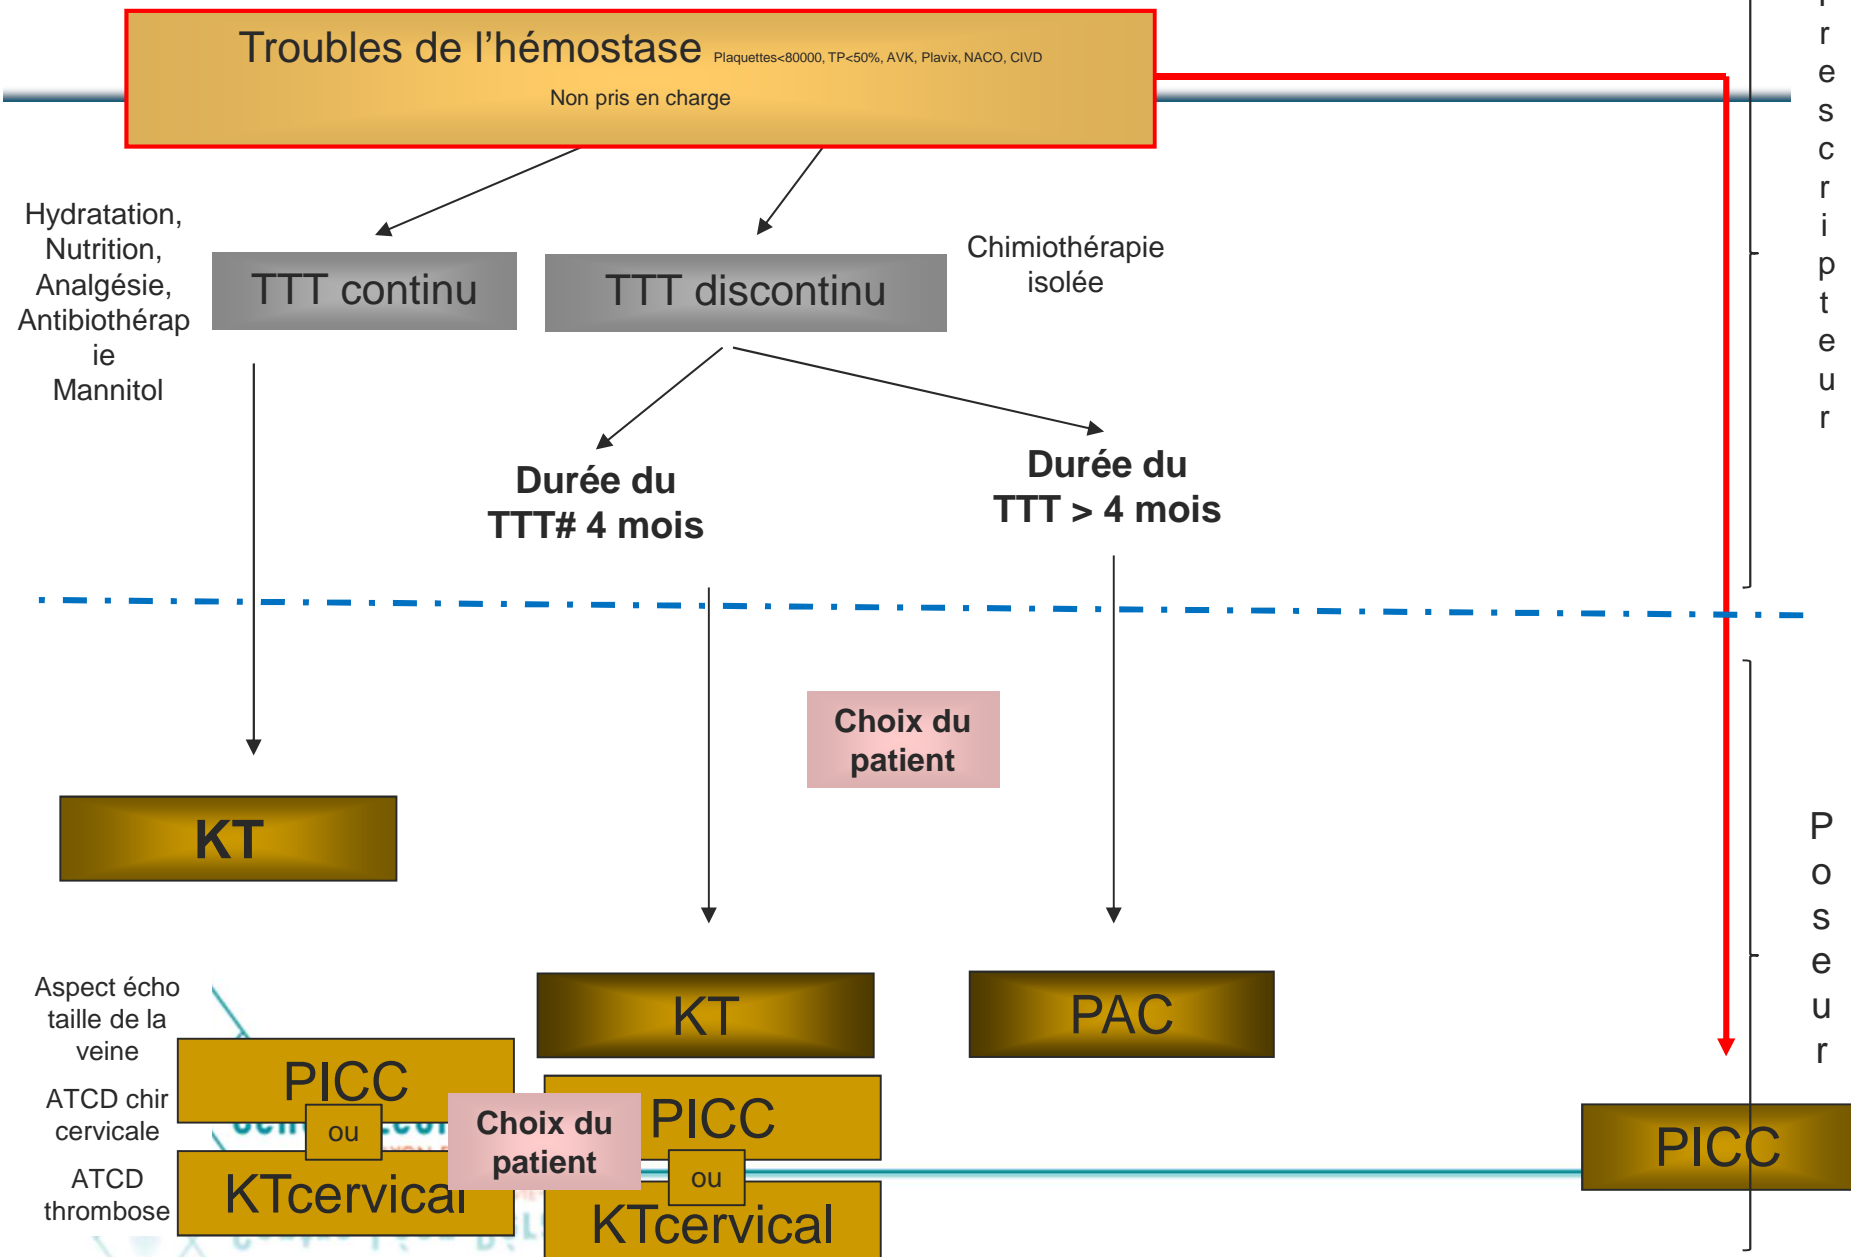 Troubles de l’hémostase Plaquettes<80000, TP<50%, AVK, Plavix, NACO, CIVD
Non pris en charge
rescripteur
Hydratation,
Nutrition,
Analgésie,
Antibiothérap
ie
Mannitol
TTT continu
TTT discontinu
Chimiothérapie
isolée
Durée du
TTT# 4 mois
Durée du
TTT > 4 mois
Choix du
patient
KT
Poseur
Aspect écho
taille de la
veine
ATCD chir
cervicale
ATCD
thrombose
KT
PAC
PICC
ou
KTcervical
Choix du
patient
PICC
ou
KTcervical
PICC